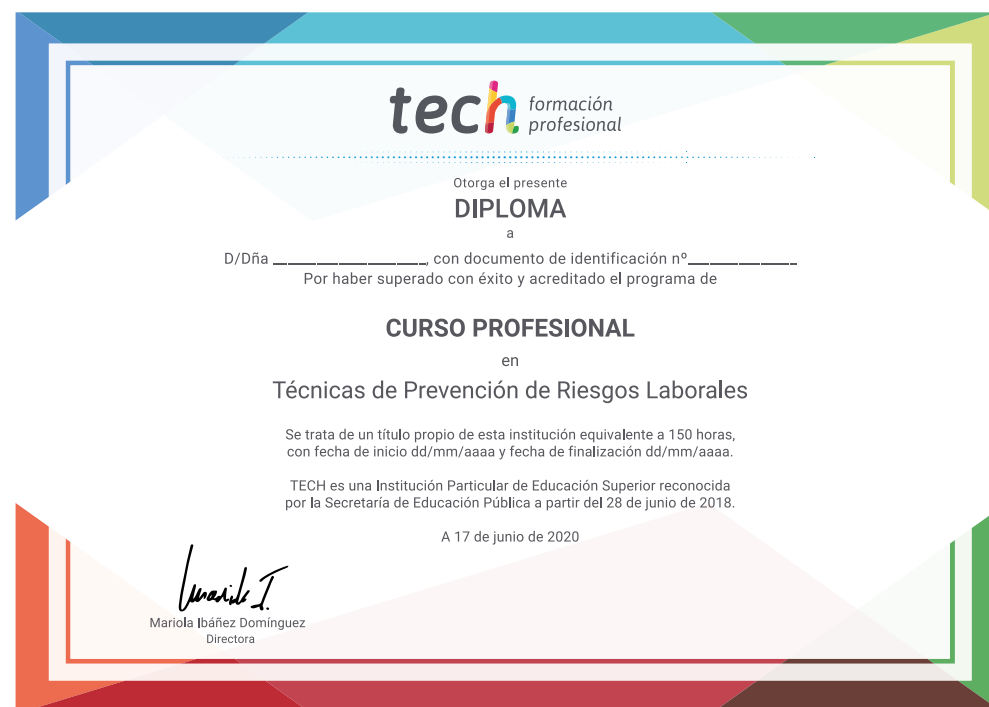 tech formación
profesional
Otorga el presente
DIPLOMA
a
D/Dña ____________________, con documento de identificación nº______________
Por haber superado con éxito y acreditado el programa de
CURSO PROFESIONAL
en
Técnicas de Prevención de Riesgos Laborales
Se trata de un título propio de esta institución equivalente a 150 horas,
con fecha de inicio dd/mm/aaaa y fecha de finalización dd/mm/aaaa.
TECH es una Institución Particular de Educación Superior reconocida
por la Secretaría de Educación Pública a partir del 28 de junio de 2018.
A 17 de junio de 2020
Mariola Ibáñez Domínguez
Directora